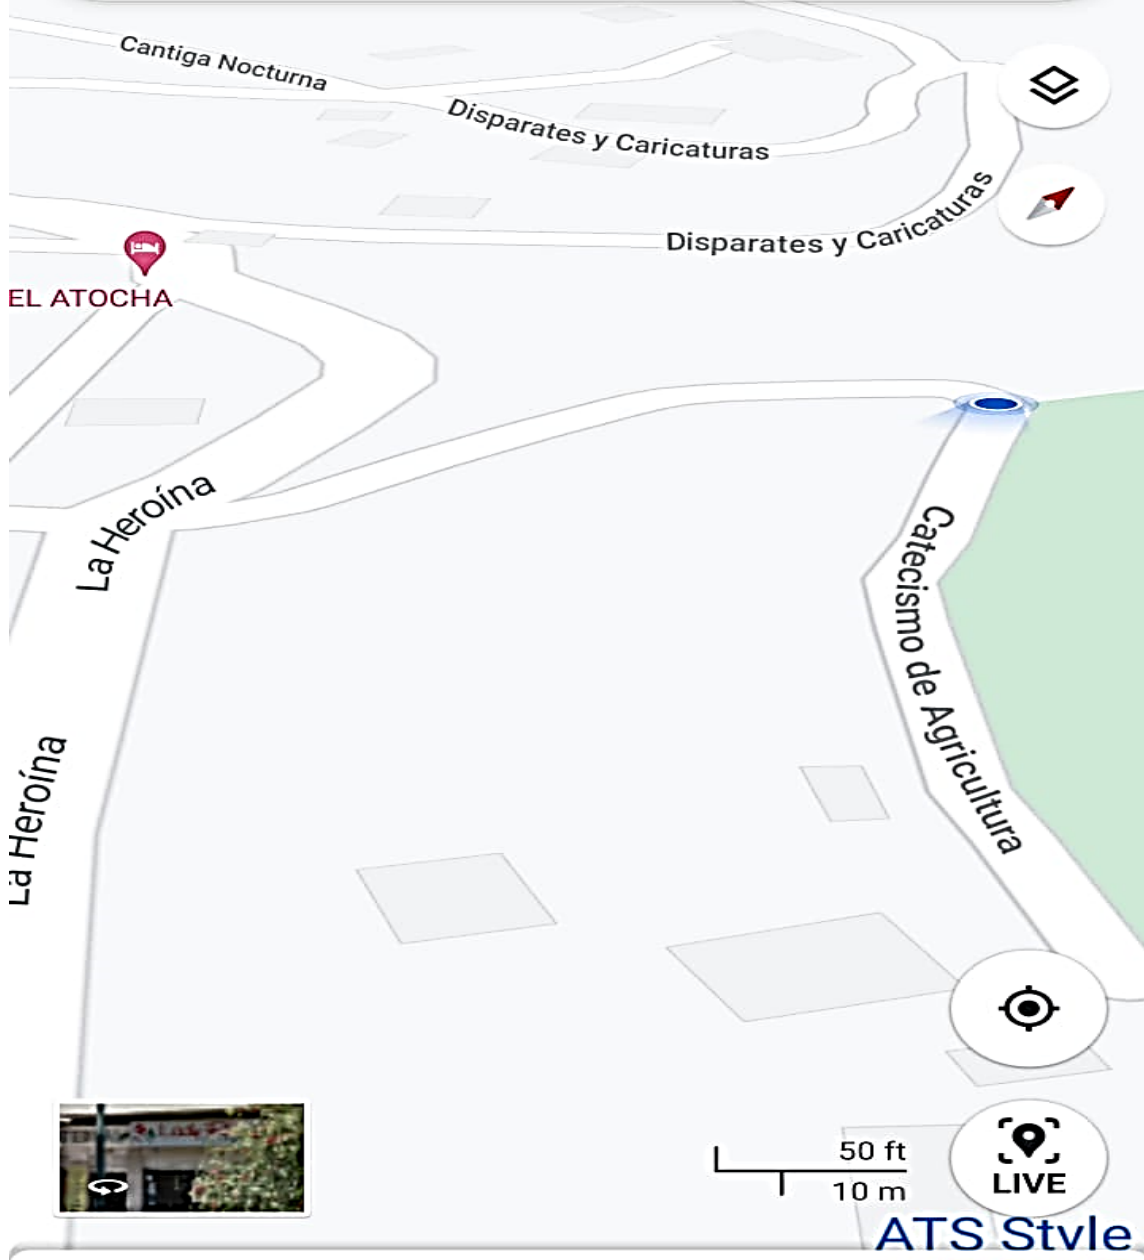 Cantiga Nocturna
Disparates y Caricaturas
Disparates y Caricaturas
EL ATOCHA
La Heroína
Catecismo de Agricultura
La Heroína
50 ft
10 m
LIVE
ATS Style